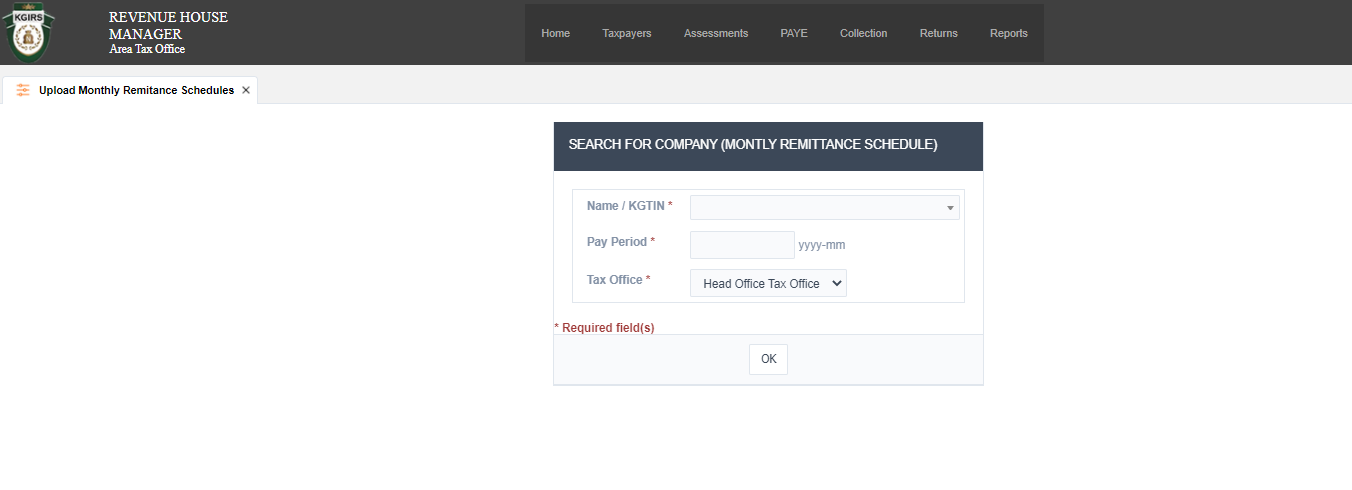 KGIRS
REVENUE HOUSE
MANAGER
Area Tax Office
Home Taxpayers Assessments PAYE Collection Returns Reports
Upload Monthly Remitance Schedules ×
SEARCH FOR COMPANY (MONTLY REMITTANCE SCHEDULE)
Name / KGTIN *
Pay Period * yyyy-mm
Tax Office * Head Office Tax Office
* Required field(s)
OK